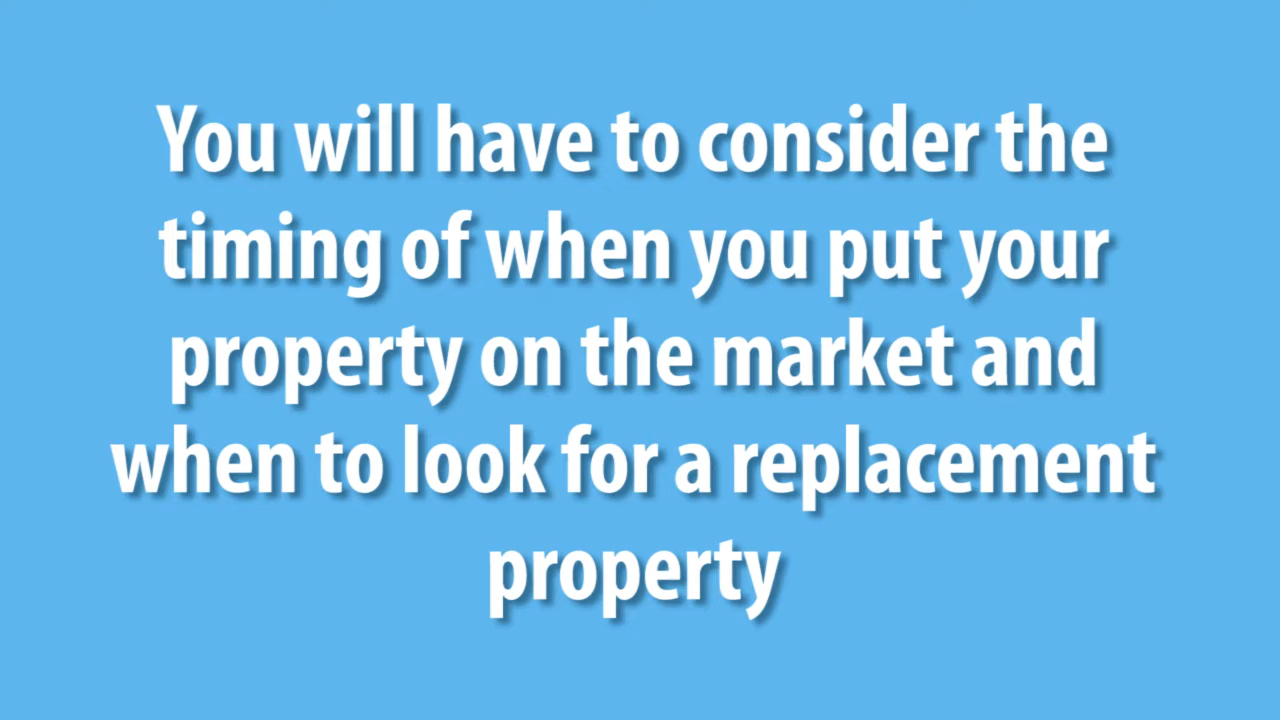 You will have to consider the
timing of when you put your
property on the market and
when to look for a replacement
property